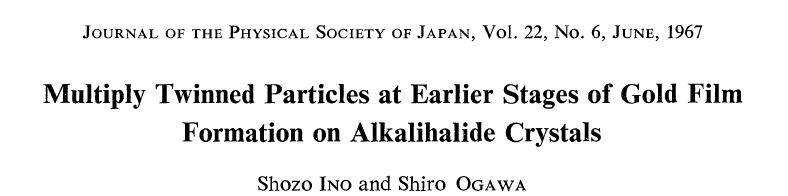 Journal of the Physical Society of Japan, Vol. 22, No. 6, June, 1967
Multiply Twinned Particles at Earlier Stages of Gold Film
Formation on Alkalihalide Crystals
Shozo Ino and Shiro Ogawa